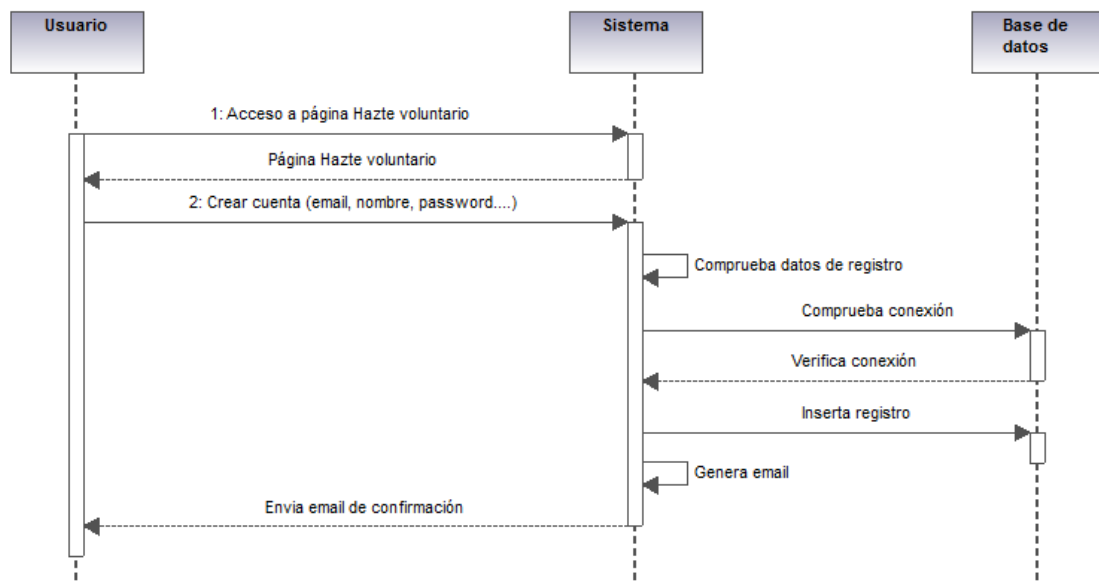 Usuario
Sistema
Base de
datos
1: Acceso a página Hazte voluntario
Página Hazte voluntario
2: Crear cuenta (email, nombre, password....)
Comprueba datos de registro
Comprueba conexión
Verifica conexión
Inserta registro
Genera email
Envia email de confirmación